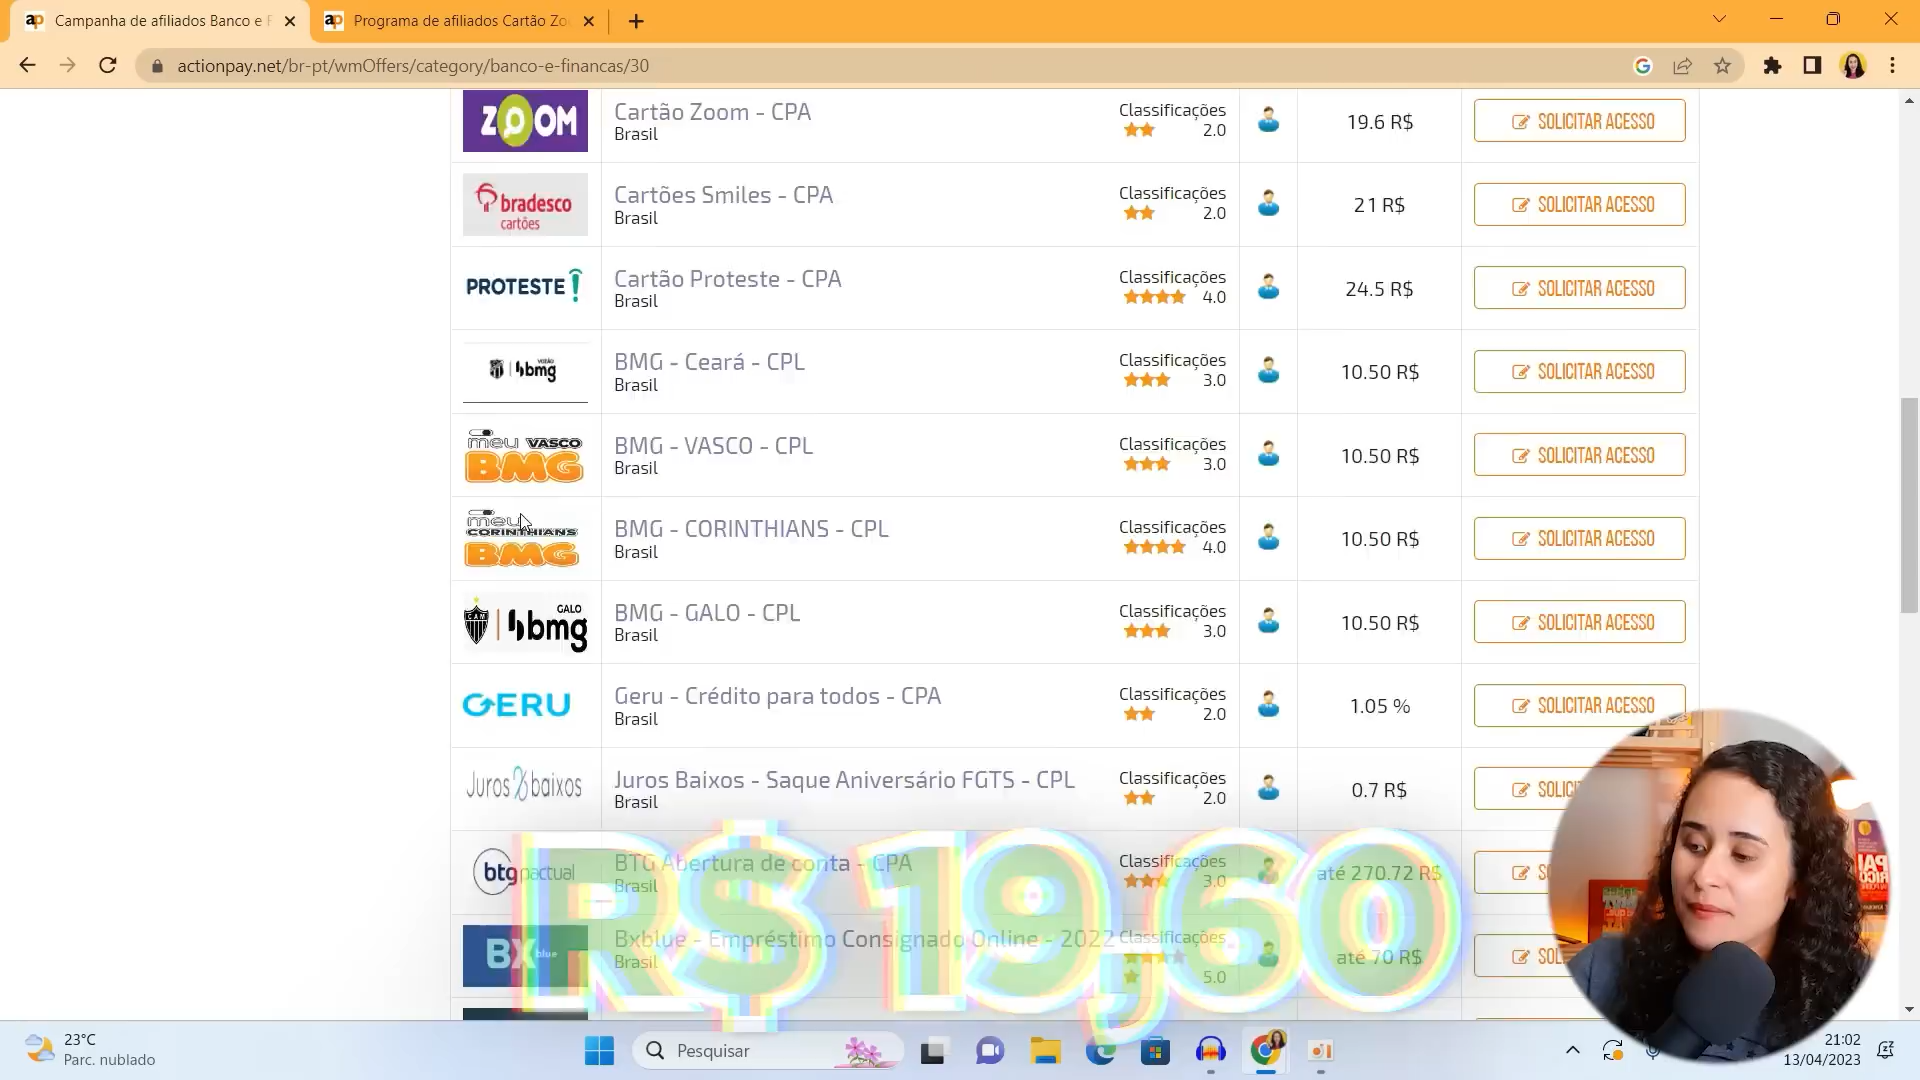 Campanha de afiliados Banco e F
Programa de afiliados Cartão Zo
actionpay.net/br-pt/wmOffers/category/banco-e-financas/30
ZOOM
Cartão Zoom - CPA
Brasil
Classificações
2.0
19.6 R$
SOLICITAR ACESSO
bradesco
cartões
Cartões Smiles - CPA
Brasil
Classificações
2.0
21 R$
SOLICITAR ACESSO
PROTESTE!
Cartão Proteste - CPA
Brasil
Classificações
4.0
24.5 R$
SOLICITAR ACESSO
VOZÃO
bmg
BMG - Ceará - CPL
Brasil
Classificações
3.0
10.50 R$
SOLICITAR ACESSO
meu VASCO
BMG
BMG - VASCO - CPL
Brasil
Classificações
3.0
10.50 R$
SOLICITAR ACESSO
meu
CORINTHIANS
BMG
BMG - CORINTHIANS - CPL
Brasil
Classificações
4.0
10.50 R$
SOLICITAR ACESSO
CAM
GALO
bmg
BMG - GALO - CPL
Brasil
Classificações
3.0
10.50 R$
SOLICITAR ACESSO
GERU
Geru - Crédito para todos - CPA
Brasil
Classificações
2.0
1.05 %
SOLICITAR ACESSO
Juros baixos
Juros Baixos - Saque Aniversário FGTS - CPL
Brasil
Classificações
2.0
0.7 R$
SOLIC
btg pactual
BTG Abertura de conta - CPA
Brasil
Classificações
3.0
até 270.72 R$
SO
BX blue
Bxblue - Empréstimo Consignado Online - 2022
Brasil
Classificações
5.0
até 70 R$
SOL
R$ 19,60
PAI
RICO
23°C
Parc. nublado
Pesquisar
21:02
13/04/2023